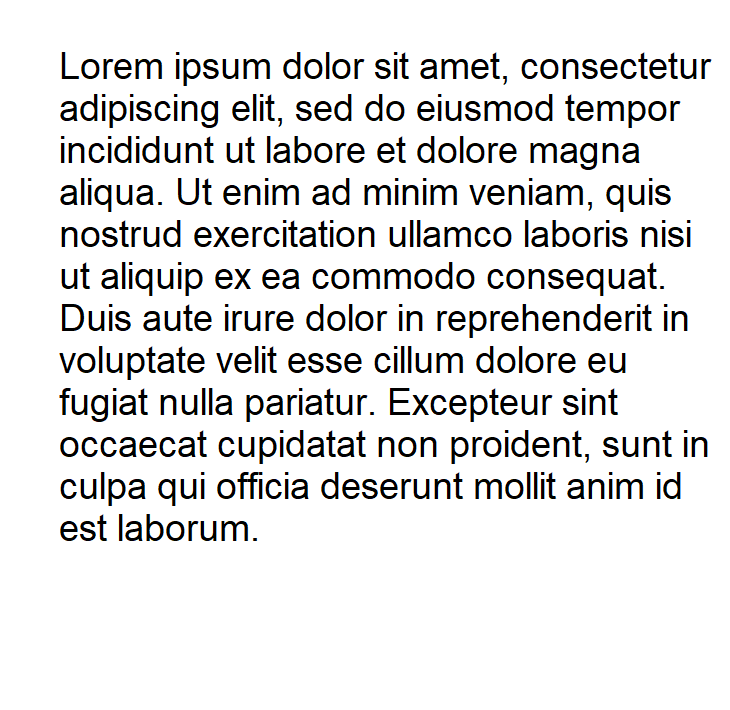 Lorem ipsum dolor sit amet, consectetur
adipiscing elit, sed do eiusmod tempor
incididunt ut labore et dolore magna
aliqua. Ut enim ad minim veniam, quis
nostrud exercitation ullamco laboris nisi
ut aliquip ex ea commodo consequat.
Duis aute irure dolor in reprehenderit in
voluptate velit esse cillum dolore eu
fugiat nulla pariatur. Excepteur sint
occaecat cupidatat non proident, sunt in
culpa qui officia deserunt mollit anim id
est laborum.